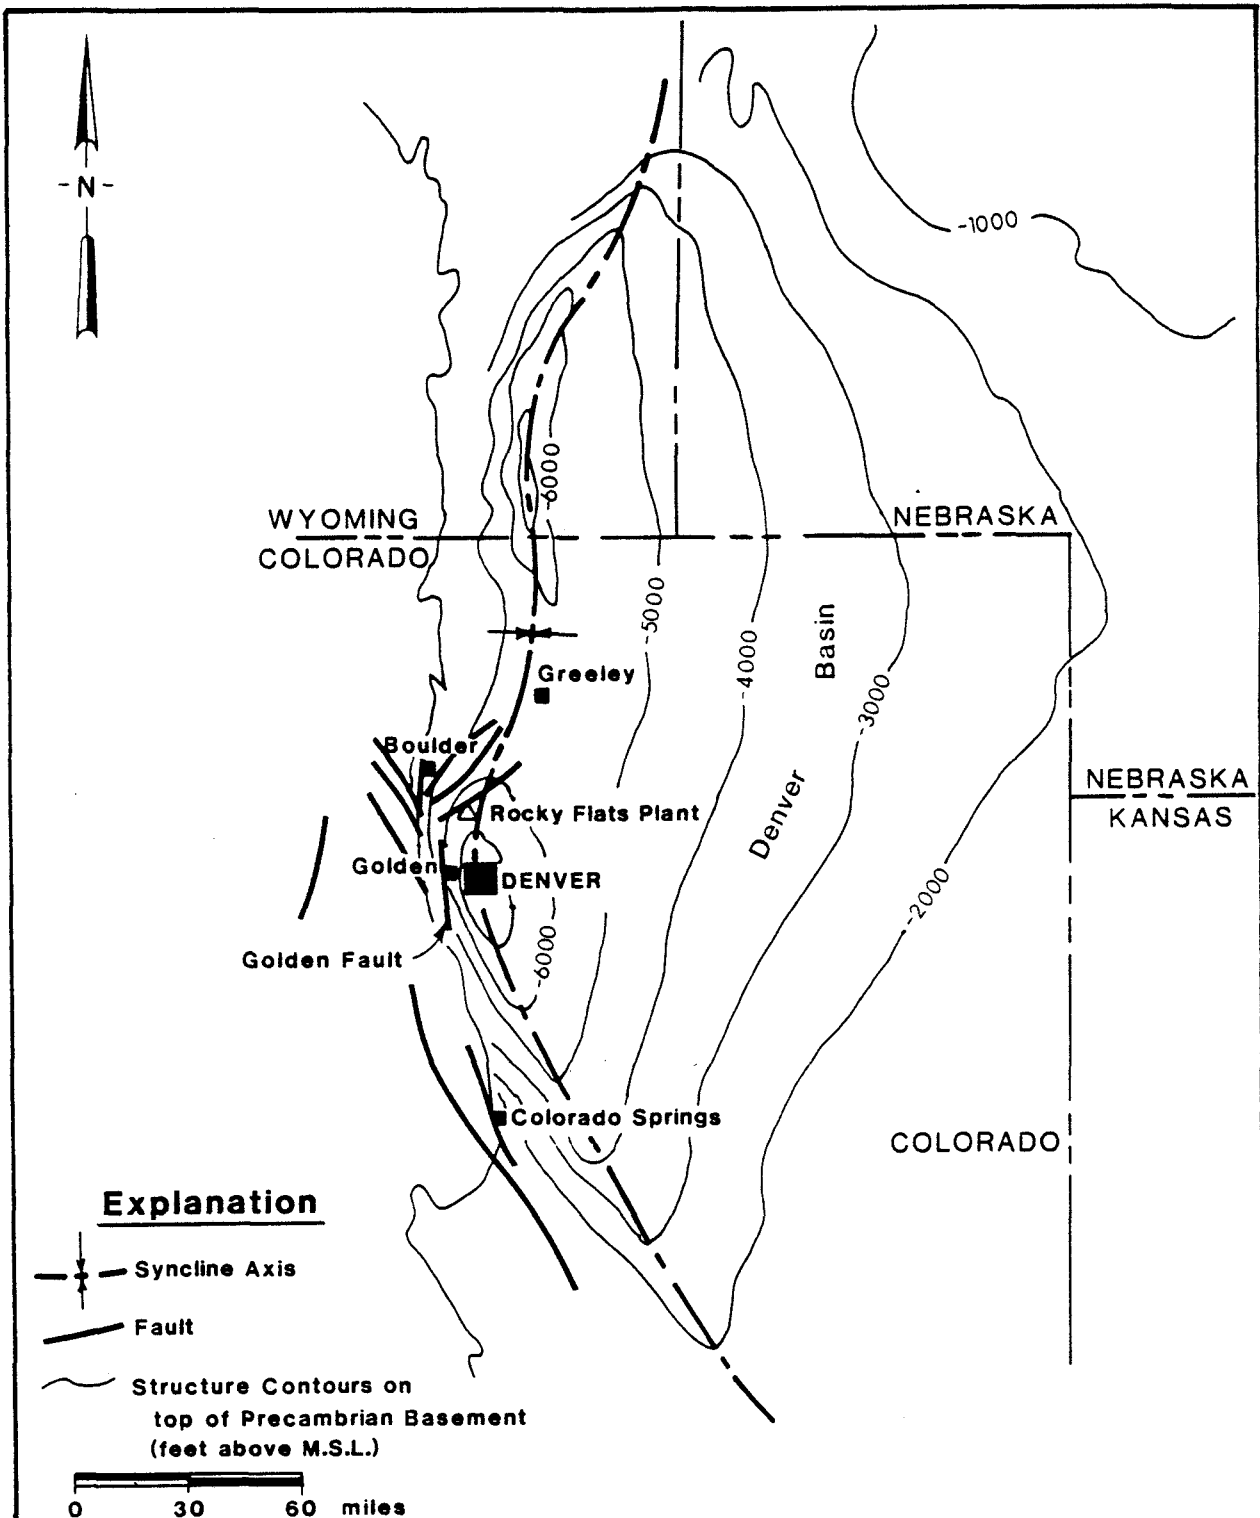 -N-
-1000
-6000
WYOMING
NEBRASKA
COLORADO
-5000
-4000
Basin
-3000
Greeley
Boulder
Denver
NEBRASKA
KANSAS
Rocky Flats Plant
Golden
DENVER
-2000
-6000
Golden Fault
Colorado Springs
COLORADO
Explanation
Syncline Axis
Fault
Structure Contours on
top of Precambrian Basement
(feet above M.S.L.)
0 30 60 miles